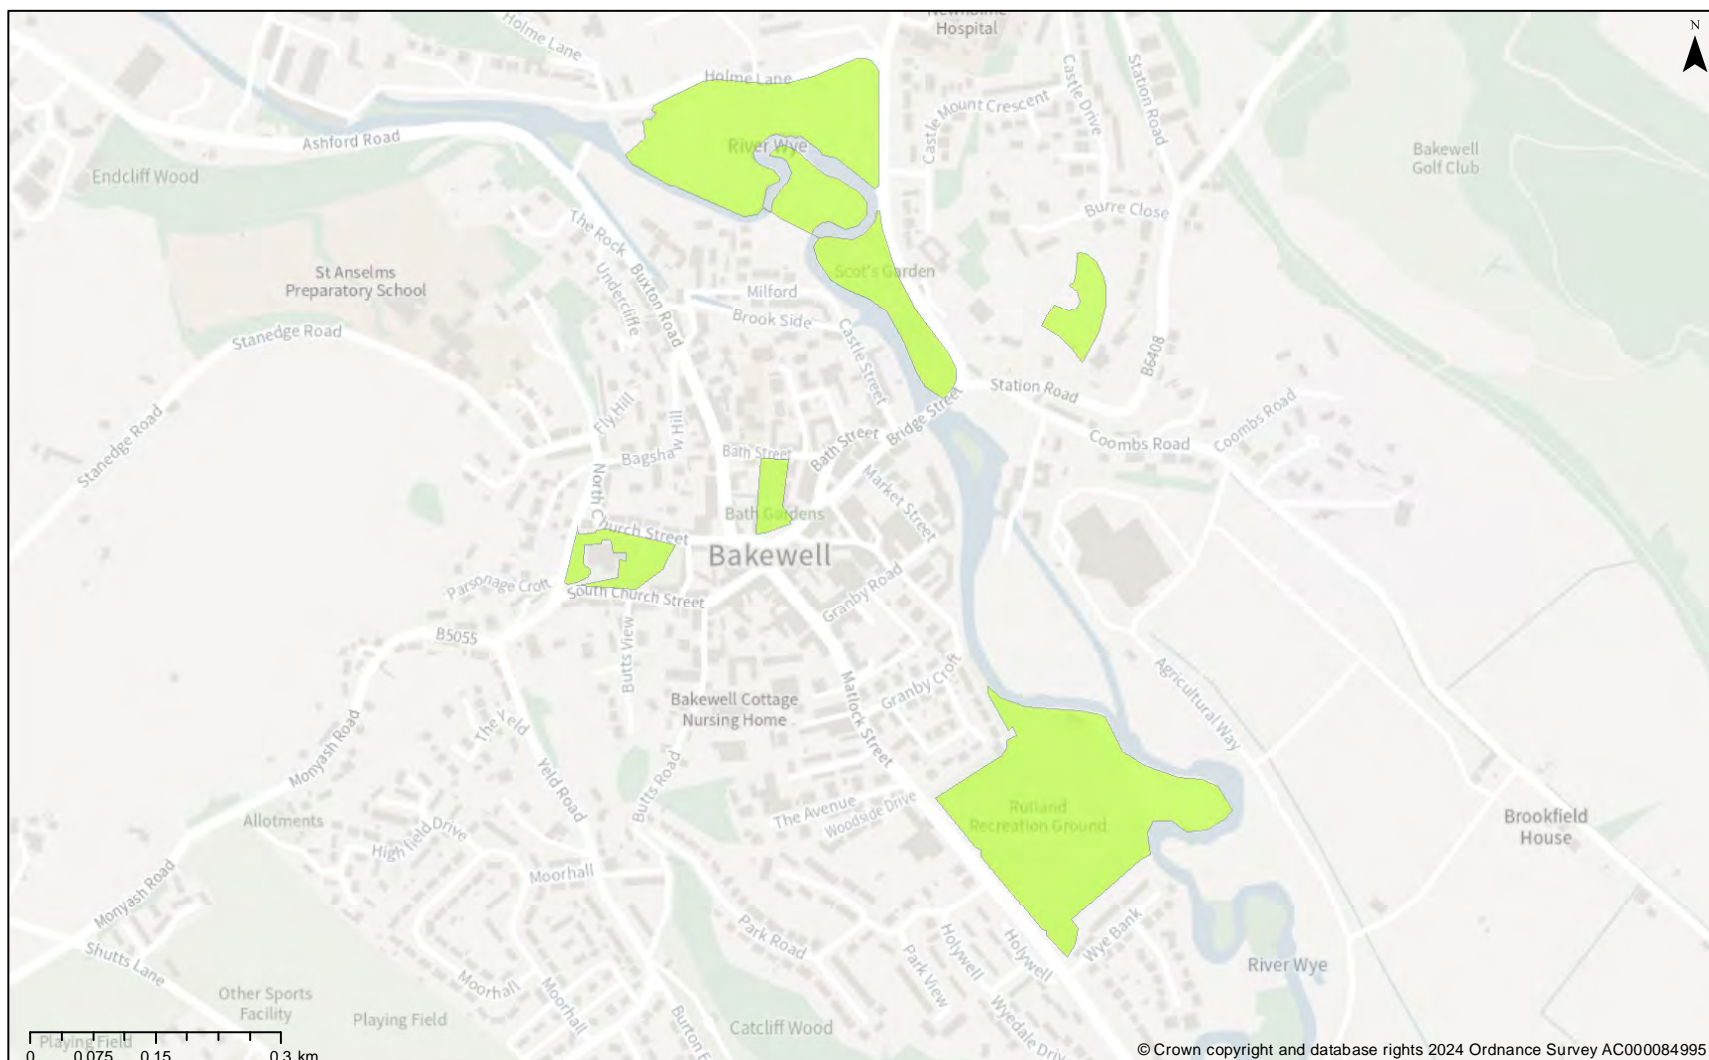 Newholme
Hospital
N
Holme Lane
Holme Lane
Castle Drive
Station Road
Castle Mount Crescent
Ashford Road
River Wye
Bakewell
Golf Club
Endcliff Wood
Burre Close
The Rock
St Anselms
Preparatory School
Undercliffe
Buxton Road
Scot's Garden
Milford
Brook Side
Castle Street
Stanedge Road
B6408
Station Road
Stanedge Road
Fly Hill
Bagshaw Hill
Bath Street
Bath Street
Bridge Street
Coombs Road
Coombs Road
Market Street
North Church Street
Bath Gardens
Bakewell
Parsonage Croft
South Church Street
Granby Road
B5055
Butts View
Bakewell Cottage
Nursing Home
Matlock Street
Granby Croft
Agricultural Way
The Yeld
Monyash Road
Yeld Road
Butts Road
The Avenue
Woodside Drive
Rutland
Recreation Ground
Brookfield
House
Allotments
Highfield Drive
Moorhall
Monyash Road
Park Road
Park View
Holywell
Holywell
Wye Bank
Shutts Lane
River Wye
Other Sports
Facility
Moorhall
Moorhall
Playing Field
Burton E
Catcliff Wood
Wyedale Driv
Playing Field
0 0.075 0.15 0.3 km
© Crown copyright and database rights 2024 Ordnance Survey AC000084995